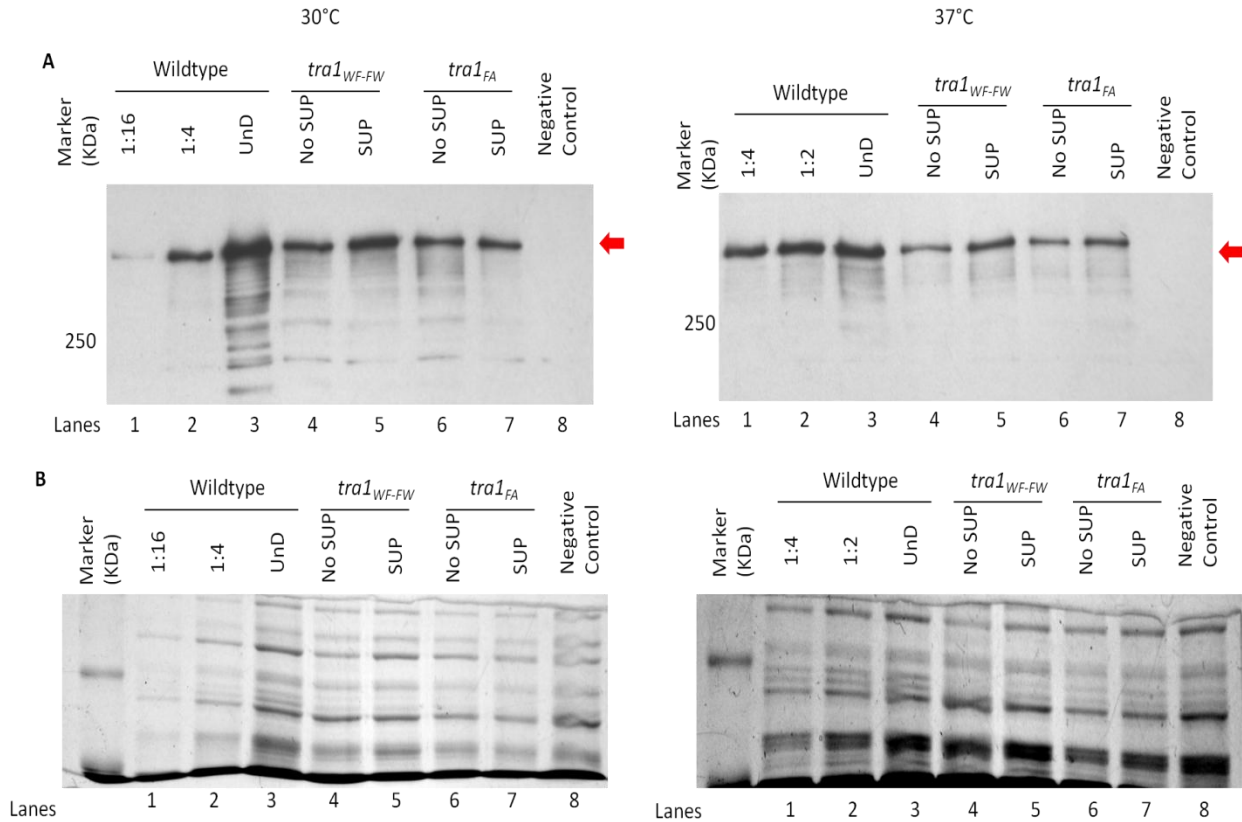 30°C
37°C
A
Marker (KDa)
Wildtype
tra1WF-FW
tra1FA
1:16
1:4
UnD
No SUP
SUP
No SUP
SUP
Negative Control
250
Lanes 1 2 3 4 5 6 7 8
Marker (KDa)
Wildtype
tra1WF-FW
tra1FA
1:4
1:2
UnD
No SUP
SUP
No SUP
SUP
Negative Control
250
Lanes 1 2 3 4 5 6 7 8
B
Marker (KDa)
Wildtype
tra1WF-FW
tra1FA
1:16
1:4
UnD
No SUP
SUP
No SUP
SUP
Negative Control
Lanes 1 2 3 4 5 6 7 8
Marker (KDa)
Wildtype
tra1WF-FW
tra1FA
1:4
1:2
UnD
No SUP
SUP
No SUP
SUP
Negative Control
Lanes 1 2 3 4 5 6 7 8